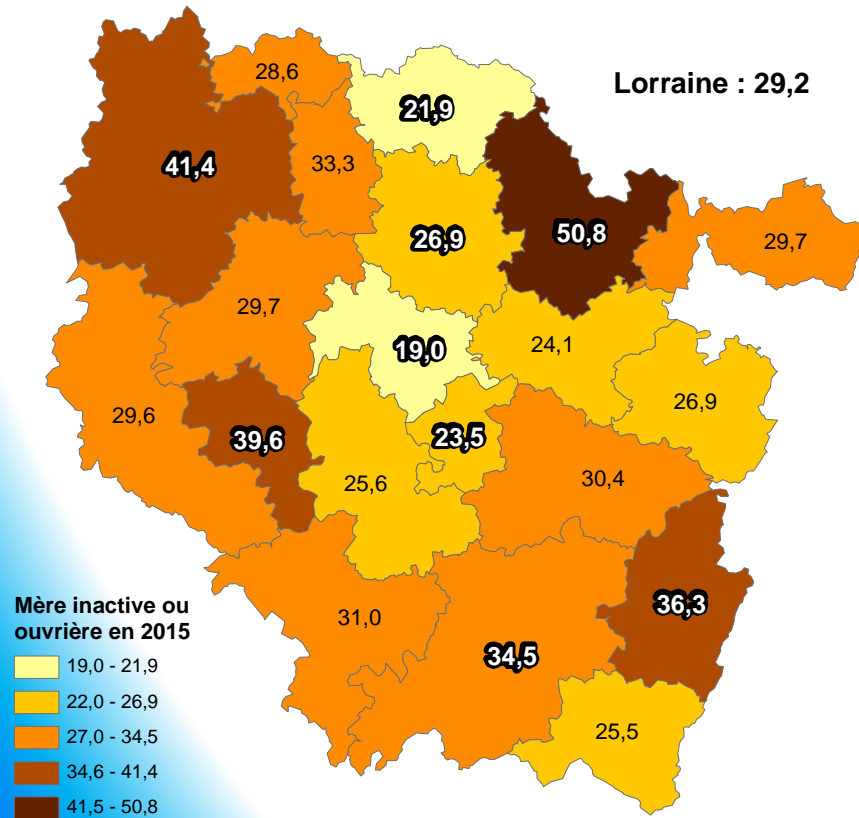 28,6
Lorraine : 29,2
21,9
41,4
33,3
26,9
50,8
29,7
29,7
19,0
24,1
29,6
39,6
23,5
26,9
25,6
30,4
31,0
36,3
34,5
25,5
Mère inactive ou
ouvrière en 2015
19,0 - 21,9
22,0 - 26,9
27,0 - 34,5
34,6 - 41,4
41,5 - 50,8